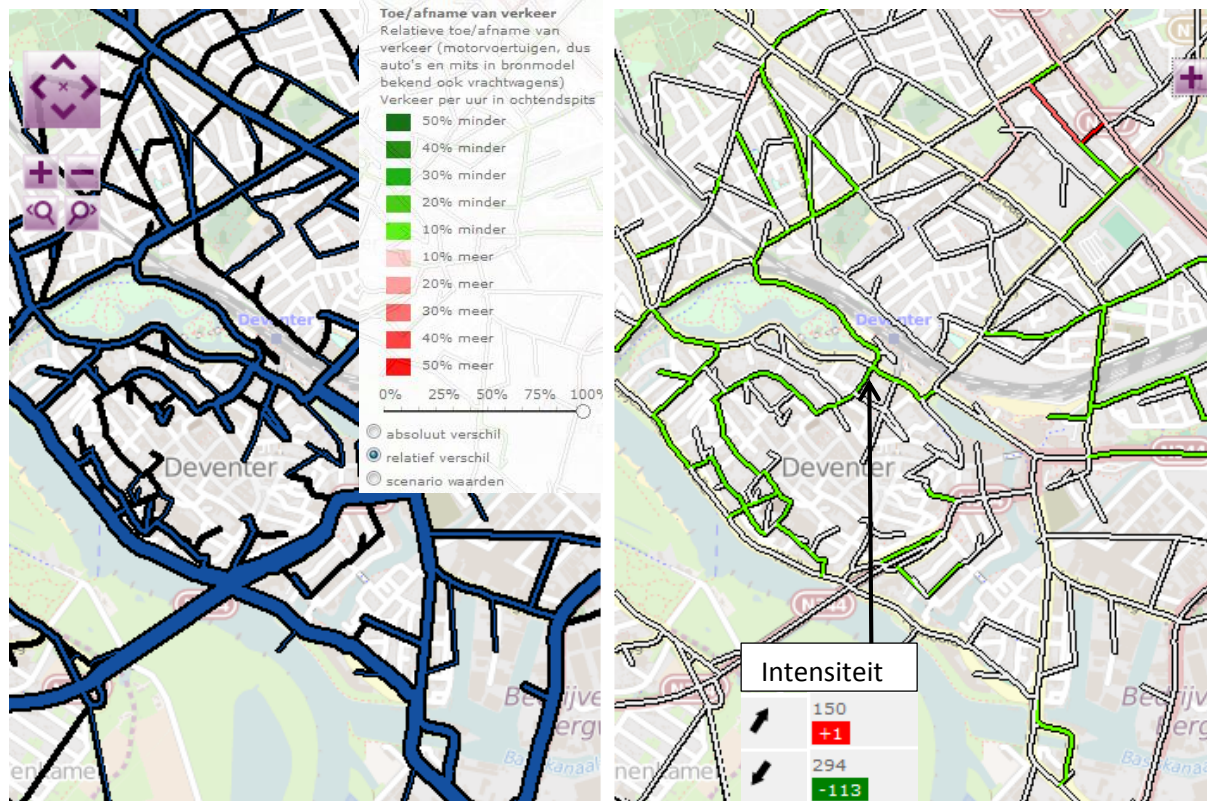 Toe/afname van verkeer
Relatieve toe/afname van
verkeer (motorvoertuigen, dus
auto's en mits in bronmodel
bekend ook vrachtwagens)
Verkeer per uur in ochtendspits
50% minder
40% minder
30% minder
20% minder
10% minder
10% meer
20% meer
30% meer
40% meer
50% meer
0% 25% 50% 75% 100%
absoluut verschil
relatief verschil
scenario waarden
Deventer
Deventer
Deventer
Deventer
N344
N344
Intensiteit
150
+1
294
-113